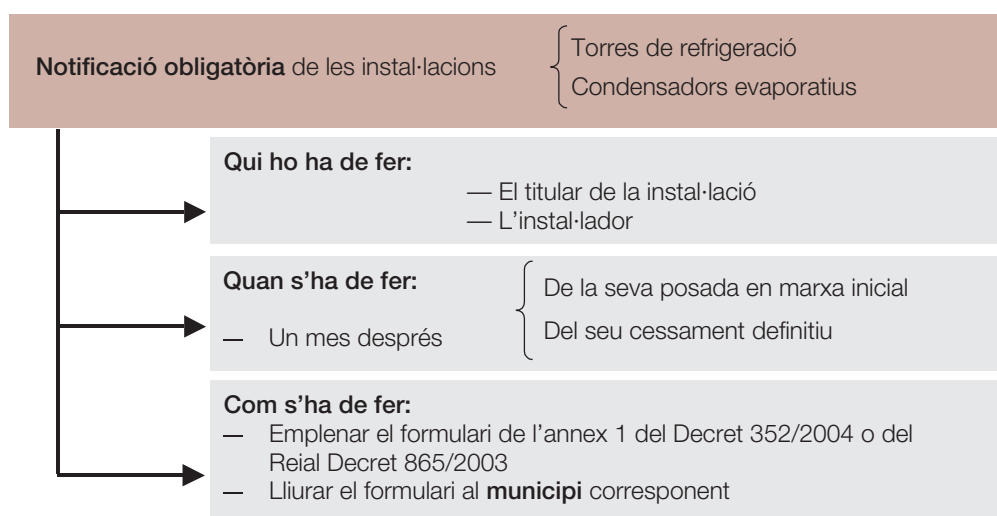 Notificació obligatòria de les instal·lacions
Torres de refrigeració
Condensadors evaporatius
Qui ho ha de fer:
— El titular de la instal·lació
— L’instal·lador
Quan s’ha de fer:
— Un mes després
De la seva posada en marxa inicial
Del seu cessament definitiu
Com s’ha de fer:
— Emplenar el formulari de l’annex 1 del Decret 352/2004 o del
Reial Decret 865/2003
— Lliurar el formulari al municipi corresponent